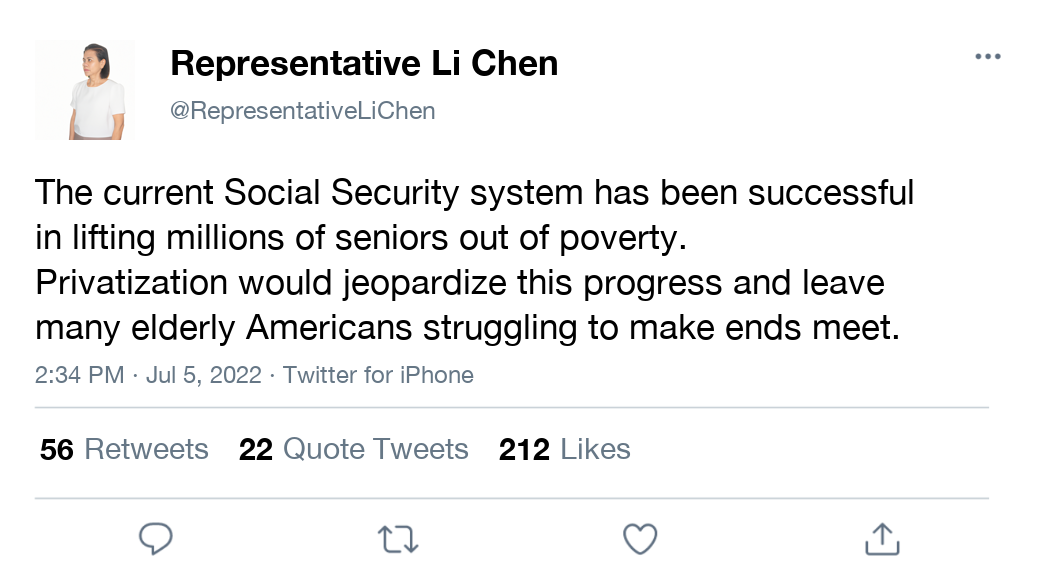 Representative Li Chen
@RepresentativeLiChen
The current Social Security system has been successful
in lifting millions of seniors out of poverty.
Privatization would jeopardize this progress and leave
many elderly Americans struggling to make ends meet.
2:34 PM · Jul 5, 2022 · Twitter for iPhone
56 Retweets 22 Quote Tweets 212 Likes